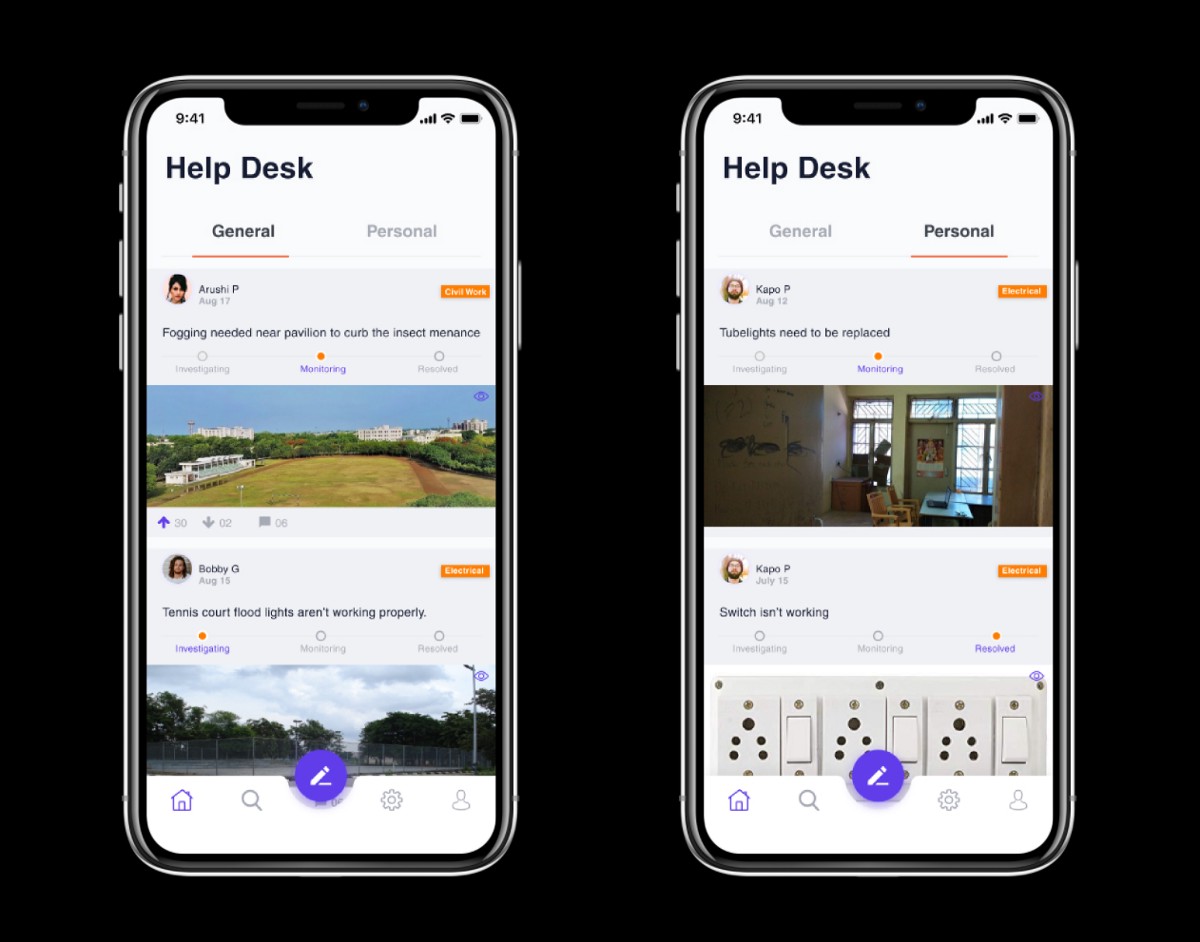 9:41
Help Desk
General Personal
Arushi P
Aug 17
Civil Work
Fogging needed near pavilion to curb the insect menance
Investigating Monitoring Resolved
30 02 06
Bobby G
Aug 15
Electrical
Tennis court flood lights aren't working properly.
Investigating Monitoring Resolved
9:41
Help Desk
General Personal
Kapo P
Aug 12
Electrical
Tubelights need to be replaced
Investigating Monitoring Resolved
Kapo P
July 15
Electrical
Switch isn't working
Investigating Monitoring Resolved